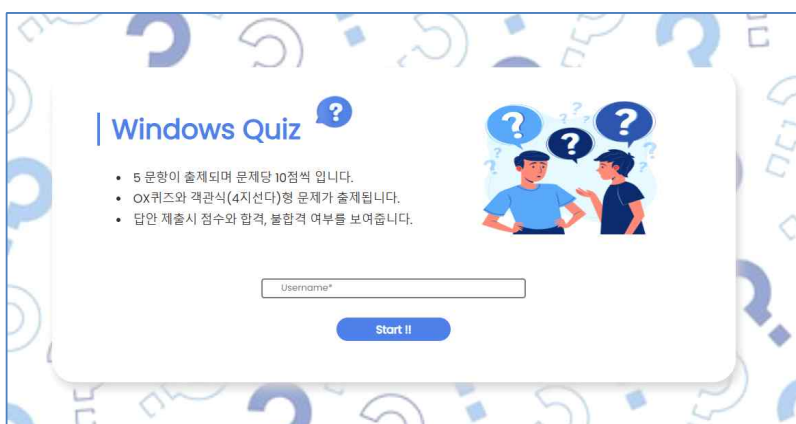 Windows Quiz
• 5 문항이 출제되며 문제당 10점씩 입니다.
• OX퀴즈와 객관식(4지선다)형 문제가 출제됩니다.
• 답안 제출시 점수와 합격, 불합격 여부를 보여줍니다.
Username*
Start !!